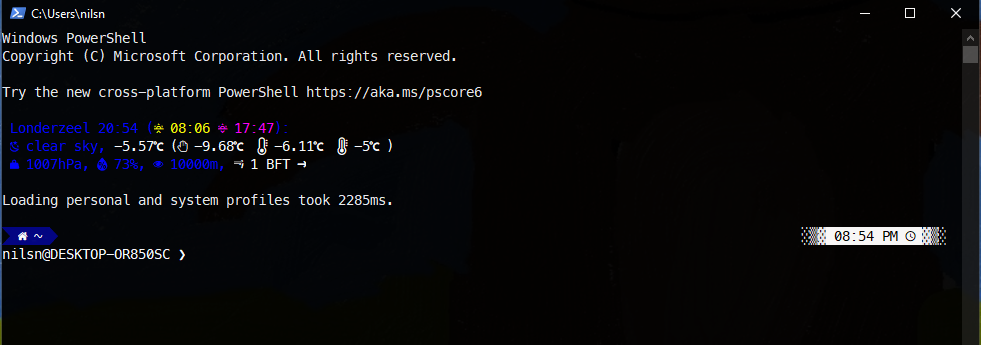 C:\Users\nilsn
Windows PowerShell
Copyright (C) Microsoft Corporation. All rights reserved.
Try the new cross-platform PowerShell https://aka.ms/pscore6
Londerzeel 20:54 ( 08:06 17:47):
clear sky, -5.57℃ ( -9.68℃ -6.11℃ -5℃ )
1007hPa, 73%, 10000m, 1 BFT →
Loading personal and system profiles took 2285ms.
~ 08:54 PM
nilsn@DESKTOP-OR850SC ❯